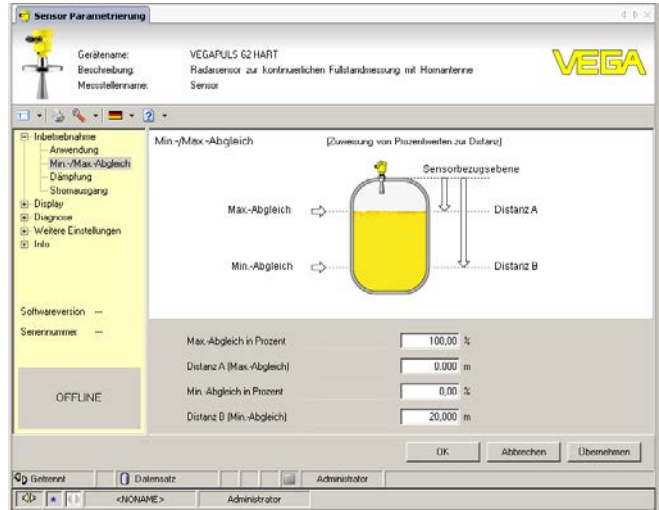 Sensor Parametrierung
Gerätename: VEGAPULS 62 HART
Beschreibung: Radarsensor zur kontinuierlichen Füllstandmessung mit Hornantenne
Messstellenname: Sensor
VEGA
Inbetriebnahme
Anwendung
Min.-/Max.-Abgleich
Dämpfung
Stromausgang
Display
Diagnose
Weitere Einstellungen
Info
Softwareversion ---
Seriennummer ---
OFFLINE
Min.-/Max.-Abgleich (Zuweisung von Prozentwerten zur Distanz)
Sensorbezugsebene
Max.-Abgleich
Distanz A
Min.-Abgleich
Distanz B
Max.-Abgleich in Prozent 100,00 %
Distanz A (Max.-Abgleich) 0.000 m
Min.-Abgleich in Prozent 0,00 %
Distanz B (Min.-Abgleich) 20,000 m
OK Abbrechen Übernehmen
Getrennt Datensatz Administrator
<NONAME> Administrator